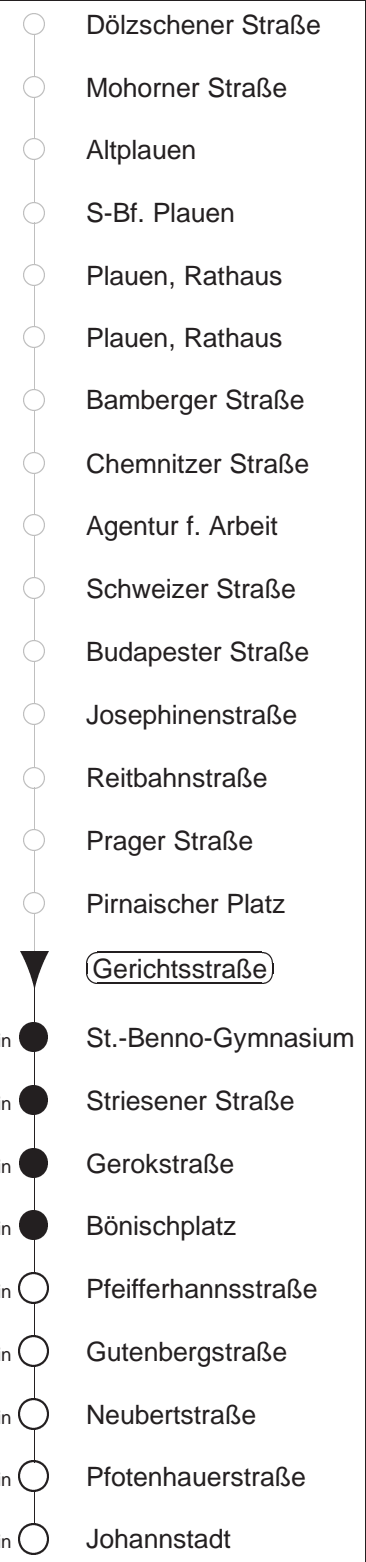 Dölzschener Straße
Mohorner Straße
Altplauen
S-Bf. Plauen
Plauen, Rathaus
Plauen, Rathaus
Bamberger Straße
Chemnitzer Straße
Agentur f. Arbeit
Schweizer Straße
Budapester Straße
Josephinenstraße
Reitbahnstraße
Prager Straße
Pirnaischer Platz
Gerichtsstraße
St.-Benno-Gymnasium
Striesener Straße
Gerokstraße
Bönischplatz
Pfeifferhannsstraße
Gutenbergstraße
Neubertstraße
Pfotenhauerstraße
Johannstadt